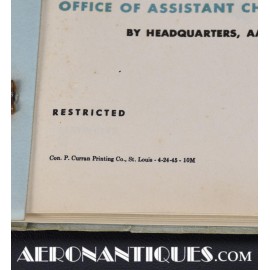 OFFICE OF ASSISTANT CH
BY HEADQUARTERS, AA
RESTRICTED
Con. P. Curran Printing Co., St. Louis - 4-24-45 - 10M
AERONANTIQUES.COM